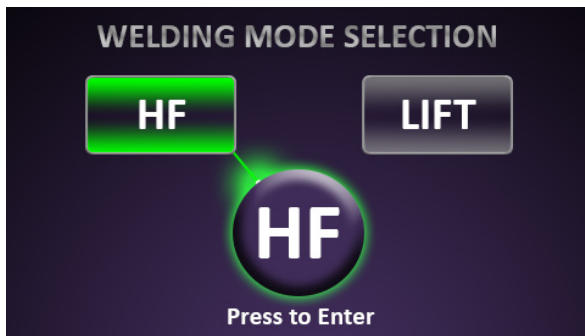 WELDING MODE SELECTION
HF
LIFT
HF
Press to Enter